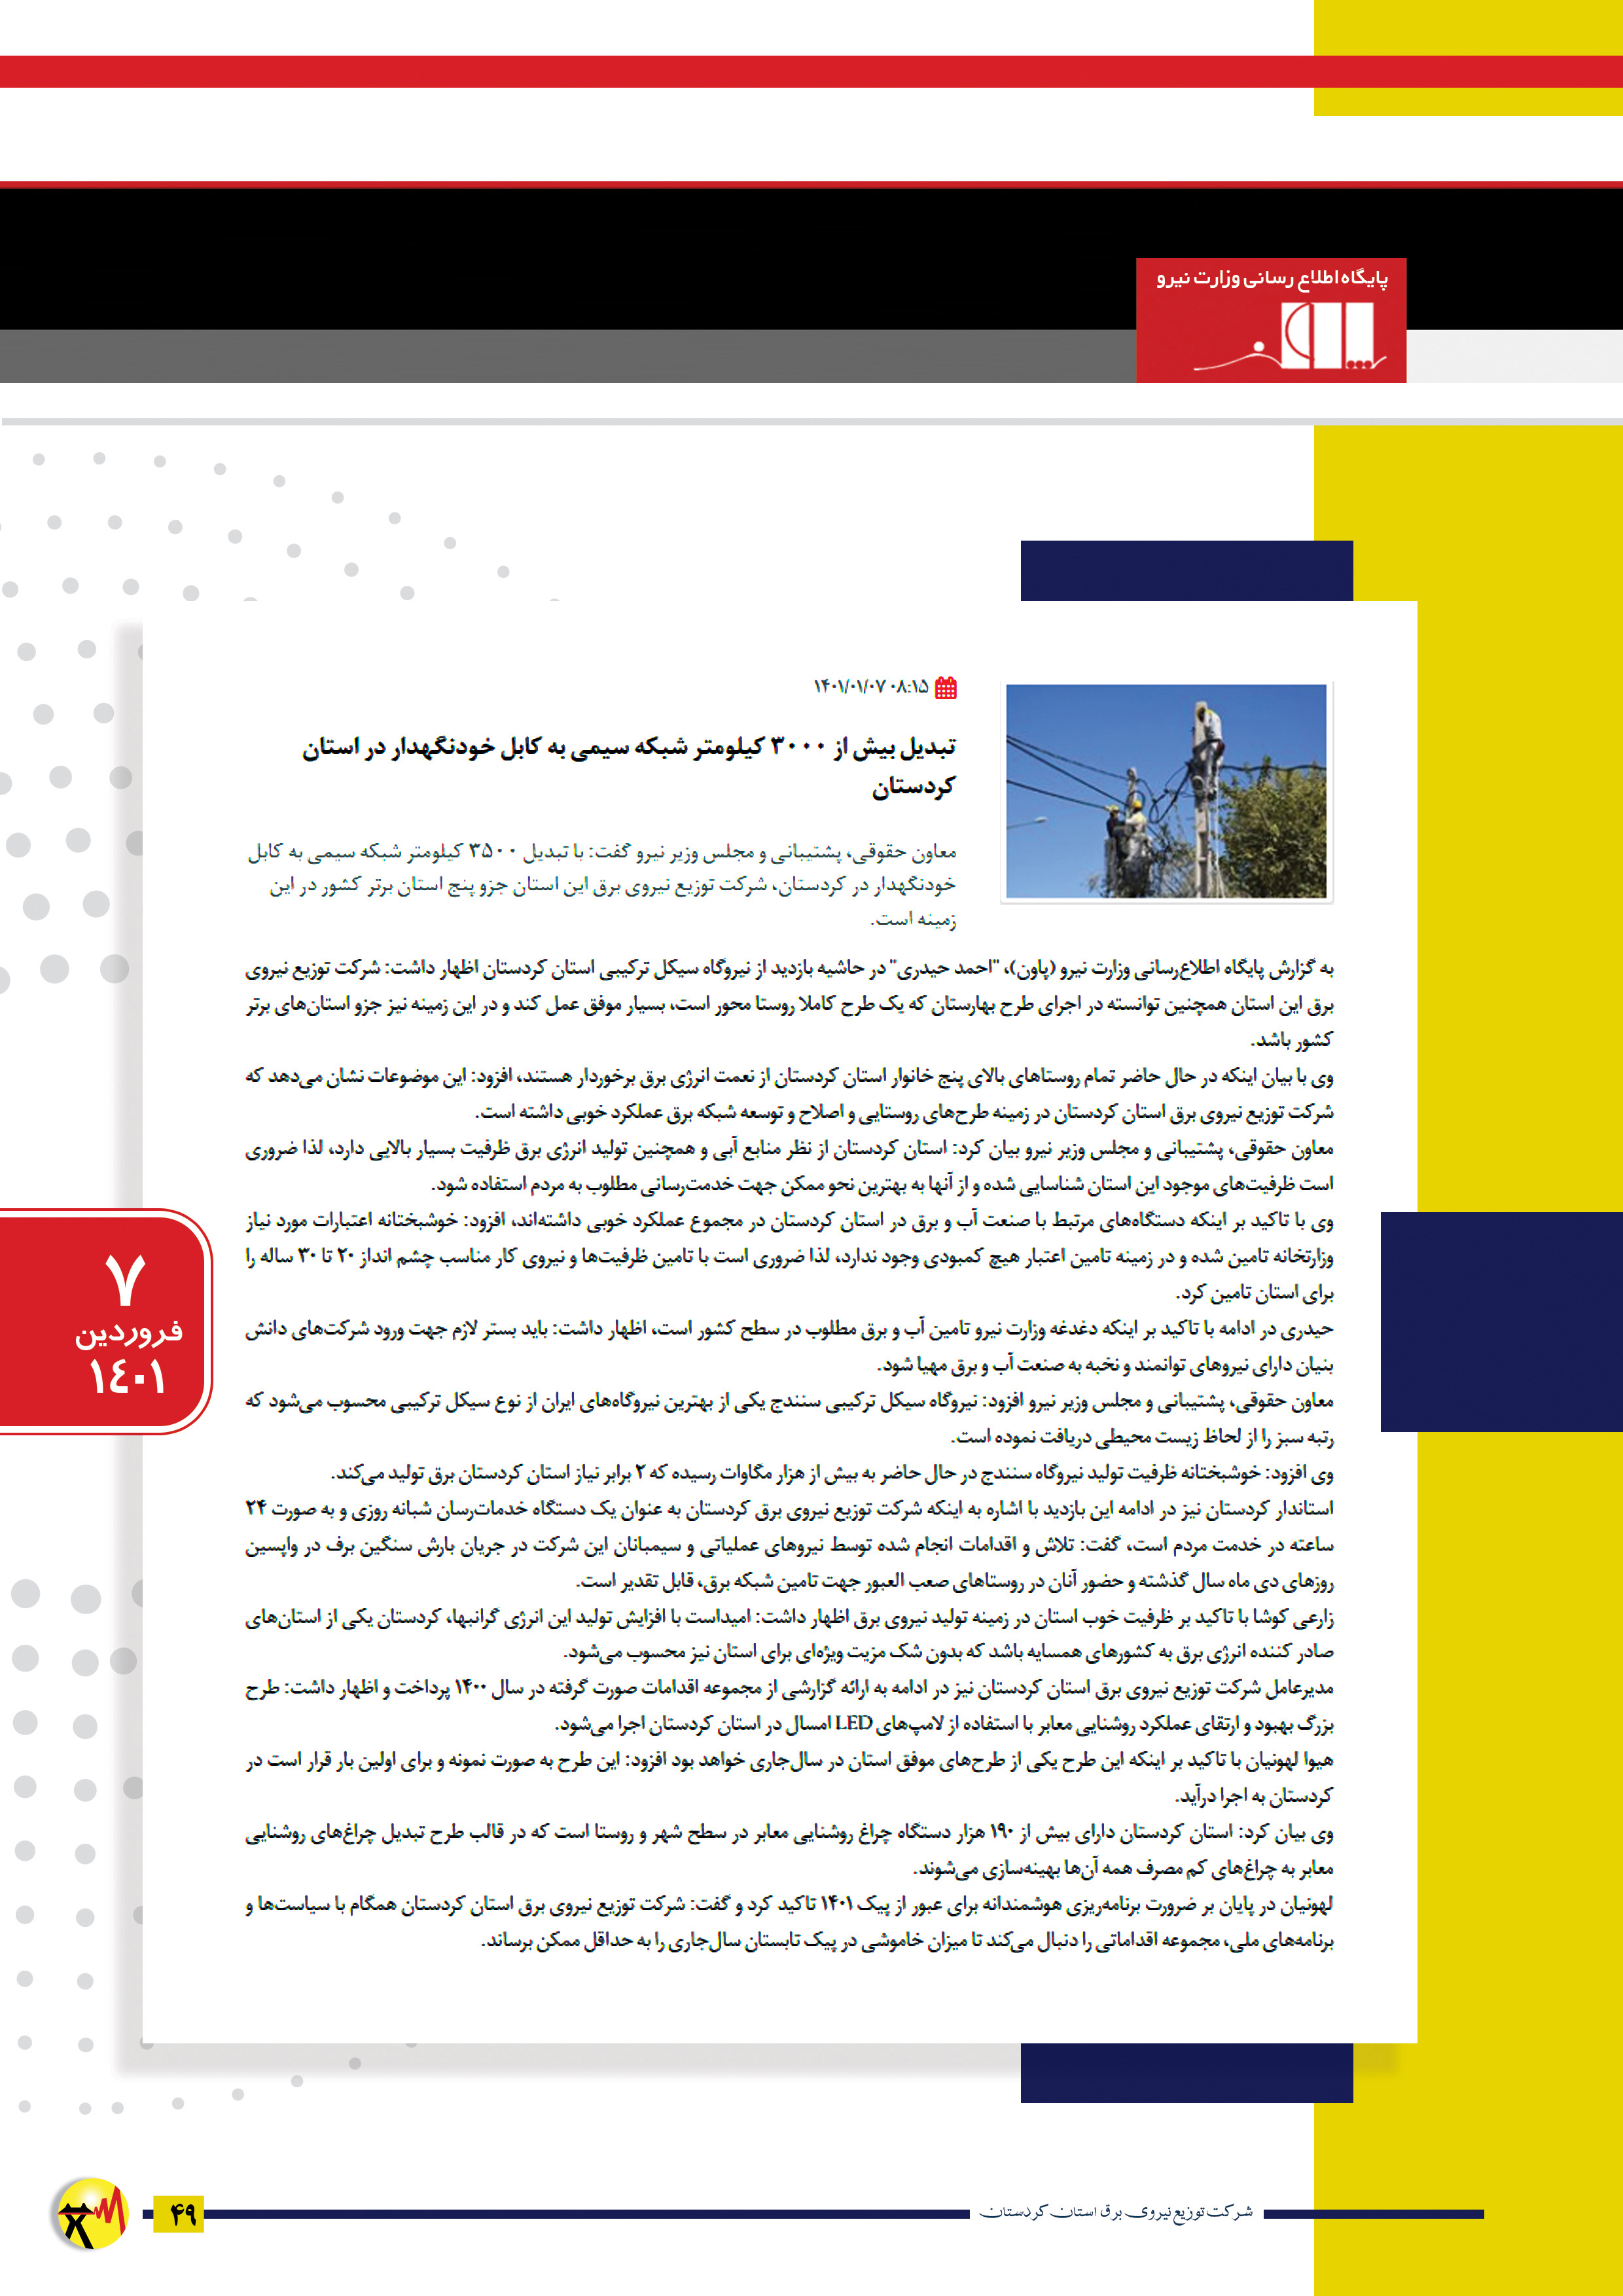 پایگاه اطلاع رسانی وزارت نیرو
۱۴۰۱/۰۱/۰۷ ۰۸:۱۵
تبدیل بیش از ۳۰۰۰ کیلومتر شبکه سیمی به کابل خودنگهدار در استان
کردستان
معاون حقوقی، پشتیبانی و مجلس وزیر نیرو گفت: با تبدیل ۳۵۰۰ کیلومتر شبکه سیمی به کابل
خودنگهدار در کردستان، شرکت توزیع نیروی برق این استان جزو پنج استان برتر کشور در این
زمینه است.
به گزارش پایگاه اطلاع‌رسانی وزارت نیرو (پاون)، "احمد حیدری" در حاشیه بازدید از نیروگاه سیکل ترکیبی استان کردستان اظهار داشت: شرکت توزیع نیروی
برق این استان همچنین توانسته در اجرای طرح بهارستان که یک طرح کاملا روستا محور است، بسیار موفق عمل کند و در این زمینه نیز جزو استان‌های برتر
کشور باشد.
وی با بیان اینکه در حال حاضر تمام روستاهای بالای پنج خانوار استان کردستان از نعمت انرژی برق برخوردار هستند، افزود: این موضوعات نشان می‌دهد که
شرکت توزیع نیروی برق استان کردستان در زمینه طرح‌های روستایی و اصلاح و توسعه شبکه برق عملکرد خوبی داشته است.
معاون حقوقی، پشتیبانی و مجلس وزیر نیرو بیان کرد: استان کردستان از نظر منابع آبی و همچنین تولید انرژی برق ظرفیت بسیار بالایی دارد، لذا ضروری
است ظرفیت‌های موجود این استان شناسایی شده و از آنها به بهترین نحو ممکن جهت خدمت‌رسانی مطلوب به مردم استفاده شود.
وی با تاکید بر اینکه دستگاه‌های مرتبط با صنعت آب و برق در استان کردستان در مجموع عملکرد خوبی داشته‌اند، افزود: خوشبختانه اعتبارات مورد نیاز
وزارتخانه تامین شده و در زمینه تامین اعتبار هیچ کمبودی وجود ندارد، لذا ضروری است با تامین ظرفیت‌ها و نیروی کار مناسب چشم انداز ۲۰ تا ۳۰ ساله را
برای استان تامین کرد.
حیدری در ادامه با تاکید بر اینکه دغدغه وزارت نیرو تامین آب و برق مطلوب در سطح کشور است، اظهار داشت: باید بستر لازم جهت ورود شرکت‌های دانش
بنیان دارای نیروهای توانمند و نخبه به صنعت آب و برق مهیا شود.
معاون حقوقی، پشتیبانی و مجلس وزیر نیرو افزود: نیروگاه سیکل ترکیبی سنندج یکی از بهترین نیروگاه‌های ایران از نوع سیکل ترکیبی محسوب می‌شود که
رتبه سبز را از لحاظ زیست محیطی دریافت نموده است.
وی افزود: خوشبختانه ظرفیت تولید نیروگاه سنندج در حال حاضر به بیش از هزار مگاوات رسیده که ۲ برابر نیاز استان کردستان برق تولید می‌کند.
استاندار کردستان نیز در ادامه این بازدید با اشاره به اینکه شرکت توزیع نیروی برق کردستان به عنوان یک دستگاه خدمات‌رسان شبانه روزی و به صورت ۲۴
ساعته در خدمت مردم است، گفت: تلاش و اقدامات انجام شده توسط نیروهای عملیاتی و سیمبانان این شرکت در جریان بارش سنگین برف در واپسین
روزهای دی ماه سال گذشته و حضور آنان در روستاهای صعب العبور جهت تامین شبکه برق، قابل تقدیر است.
زارعی کوشا با تاکید بر ظرفیت خوب استان در زمینه تولید نیروی برق اظهار داشت: امیداست با افزایش تولید این انرژی گرانبها، کردستان یکی از استان‌های
صادر کننده انرژی برق به کشورهای همسایه باشد که بدون شک مزیت ویژه‌ای برای استان نیز محسوب می‌شود.
مدیرعامل شرکت توزیع نیروی برق استان کردستان نیز در ادامه به ارائه گزارشی از مجموعه اقدامات صورت گرفته در سال ۱۴۰۰ پرداخت و اظهار داشت: طرح
بزرگ بهبود و ارتقای عملکرد روشنایی معابر با استفاده از لامپ‌های LED امسال در استان کردستان اجرا می‌شود.
هیوا لهونیان با تاکید بر اینکه این طرح یکی از طرح‌های موفق استان در سال‌جاری خواهد بود افزود: این طرح به صورت نمونه و برای اولین بار قرار است در
کردستان به اجرا درآید.
وی بیان کرد: استان کردستان دارای بیش از ۱۹۰ هزار دستگاه چراغ روشنایی معابر در سطح شهر و روستا است که در قالب طرح تبدیل چراغ‌های روشنایی
معابر به چراغ‌های کم مصرف همه آن‌ها بهینه‌سازی می‌شوند.
لهونیان در پایان بر ضرورت برنامه‌ریزی هوشمندانه برای عبور از پیک ۱۴۰۱ تاکید کرد و گفت: شرکت توزیع نیروی برق استان کردستان همگام با سیاست‌ها و
برنامه‌های ملی، مجموعه اقداماتی را دنبال می‌کند تا میزان خاموشی در پیک تابستان سال‌جاری را به حداقل ممکن برساند.
۷
فروردین
۱٤۰۱
شرکت توزیع نیروی برق استان کردستان
۴۹